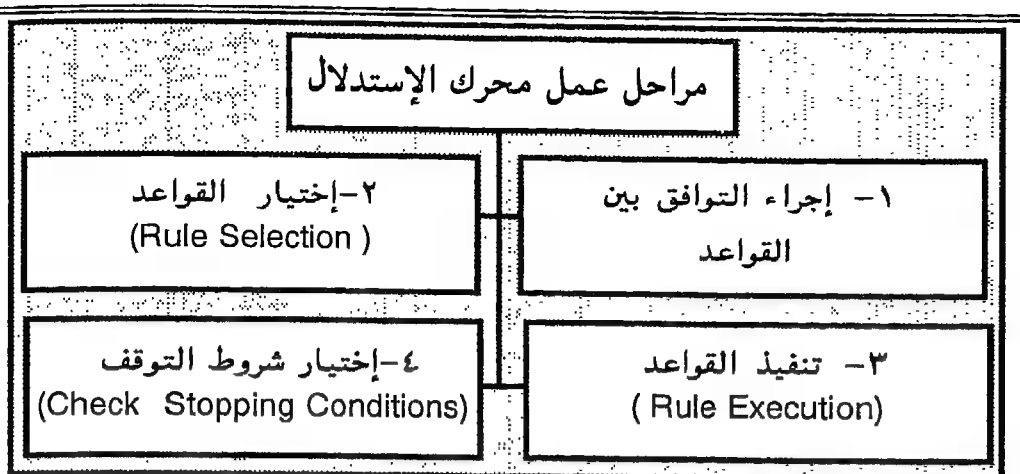 مراحل عمل محرك الإستدلال
١- إجراء التوافق بين
القواعد
٢-إختيار القواعد
(Rule Selection )
٣- تنفيذ القواعد
( Rule Execution)
٤-إختيار شروط التوقف
(Check Stopping Conditions)